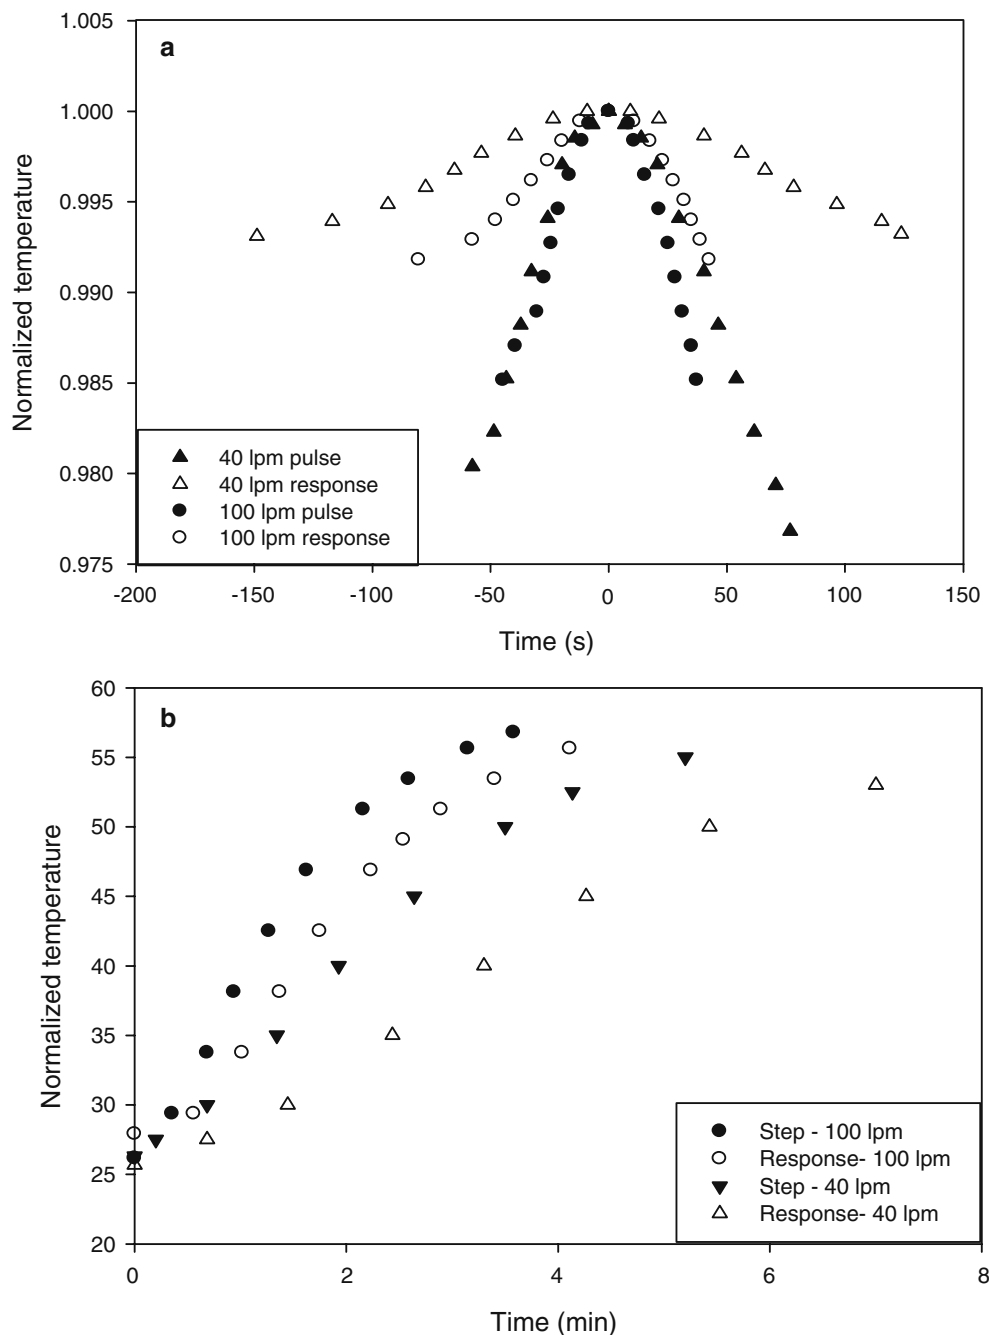 a
Normalized temperature
1.005
1.000
0.995
0.990
0.985
0.980
0.975
40 lpm pulse
40 lpm response
100 lpm pulse
100 lpm response
-200 -150 -100 -50 0 50 100 150
Time (s)
b
Normalized temperature
60
55
50
45
40
35
30
25
20
Step - 100 lpm
Response- 100 lpm
Step - 40 lpm
Response- 40 lpm
0 2 4 6 8
Time (min)